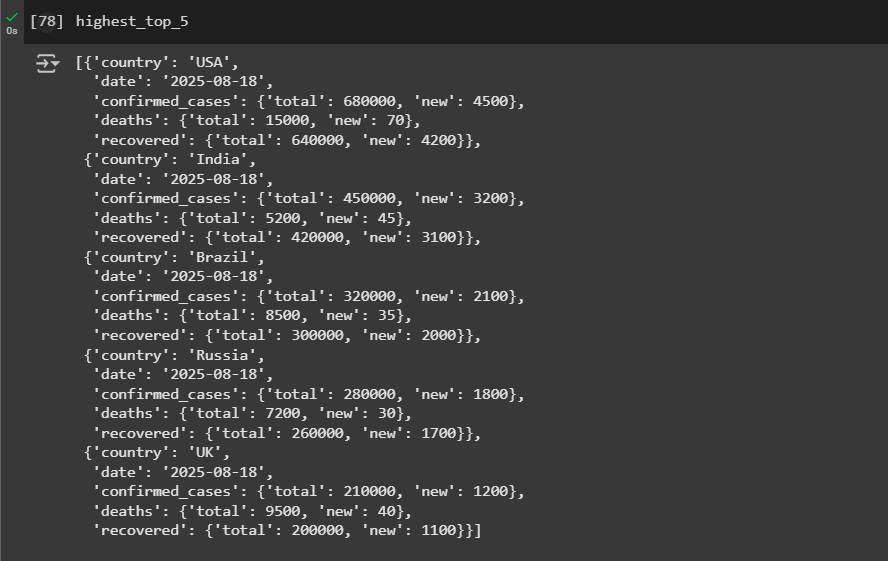 [78] highest_top_5
0s
[{'country': 'USA',
'date': '2025-08-18',
'confirmed_cases': {'total': 680000, 'new': 4500},
'deaths': {'total': 15000, 'new': 70},
'recovered': {'total': 640000, 'new': 4200}},
{'country': 'India',
'date': '2025-08-18',
'confirmed_cases': {'total': 450000, 'new': 3200},
'deaths': {'total': 5200, 'new': 45},
'recovered': {'total': 420000, 'new': 3100}},
{'country': 'Brazil',
'date': '2025-08-18',
'confirmed_cases': {'total': 320000, 'new': 2100},
'deaths': {'total': 8500, 'new': 35},
'recovered': {'total': 300000, 'new': 2000}},
{'country': 'Russia',
'date': '2025-08-18',
'confirmed_cases': {'total': 280000, 'new': 1800},
'deaths': {'total': 7200, 'new': 30},
'recovered': {'total': 260000, 'new': 1700}},
{'country': 'UK',
'date': '2025-08-18',
'confirmed_cases': {'total': 210000, 'new': 1200},
'deaths': {'total': 9500, 'new': 40},
'recovered': {'total': 200000, 'new': 1100}}]